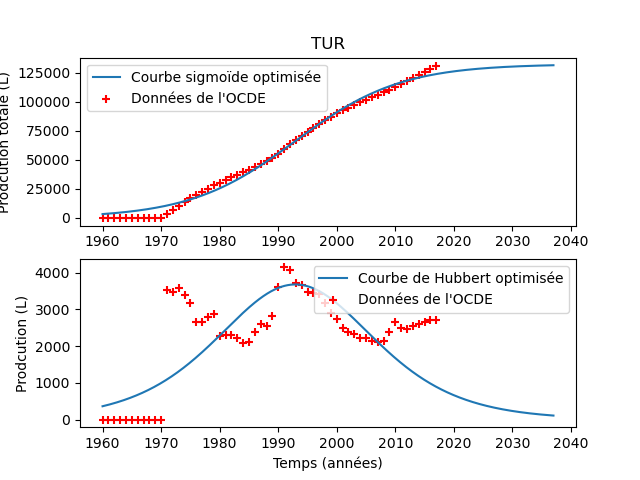 TUR
Prodcution totale (L)
125000
100000
75000
50000
25000
0
Courbe sigmoïde optimisée
Données de l'OCDE
1960 1970 1980 1990 2000 2010 2020 2030 2040
Prodcution (L)
4000
3000
2000
1000
0
Courbe de Hubbert optimisée
Données de l'OCDE
1960 1970 1980 1990 2000 2010 2020 2030 2040
Temps (années)